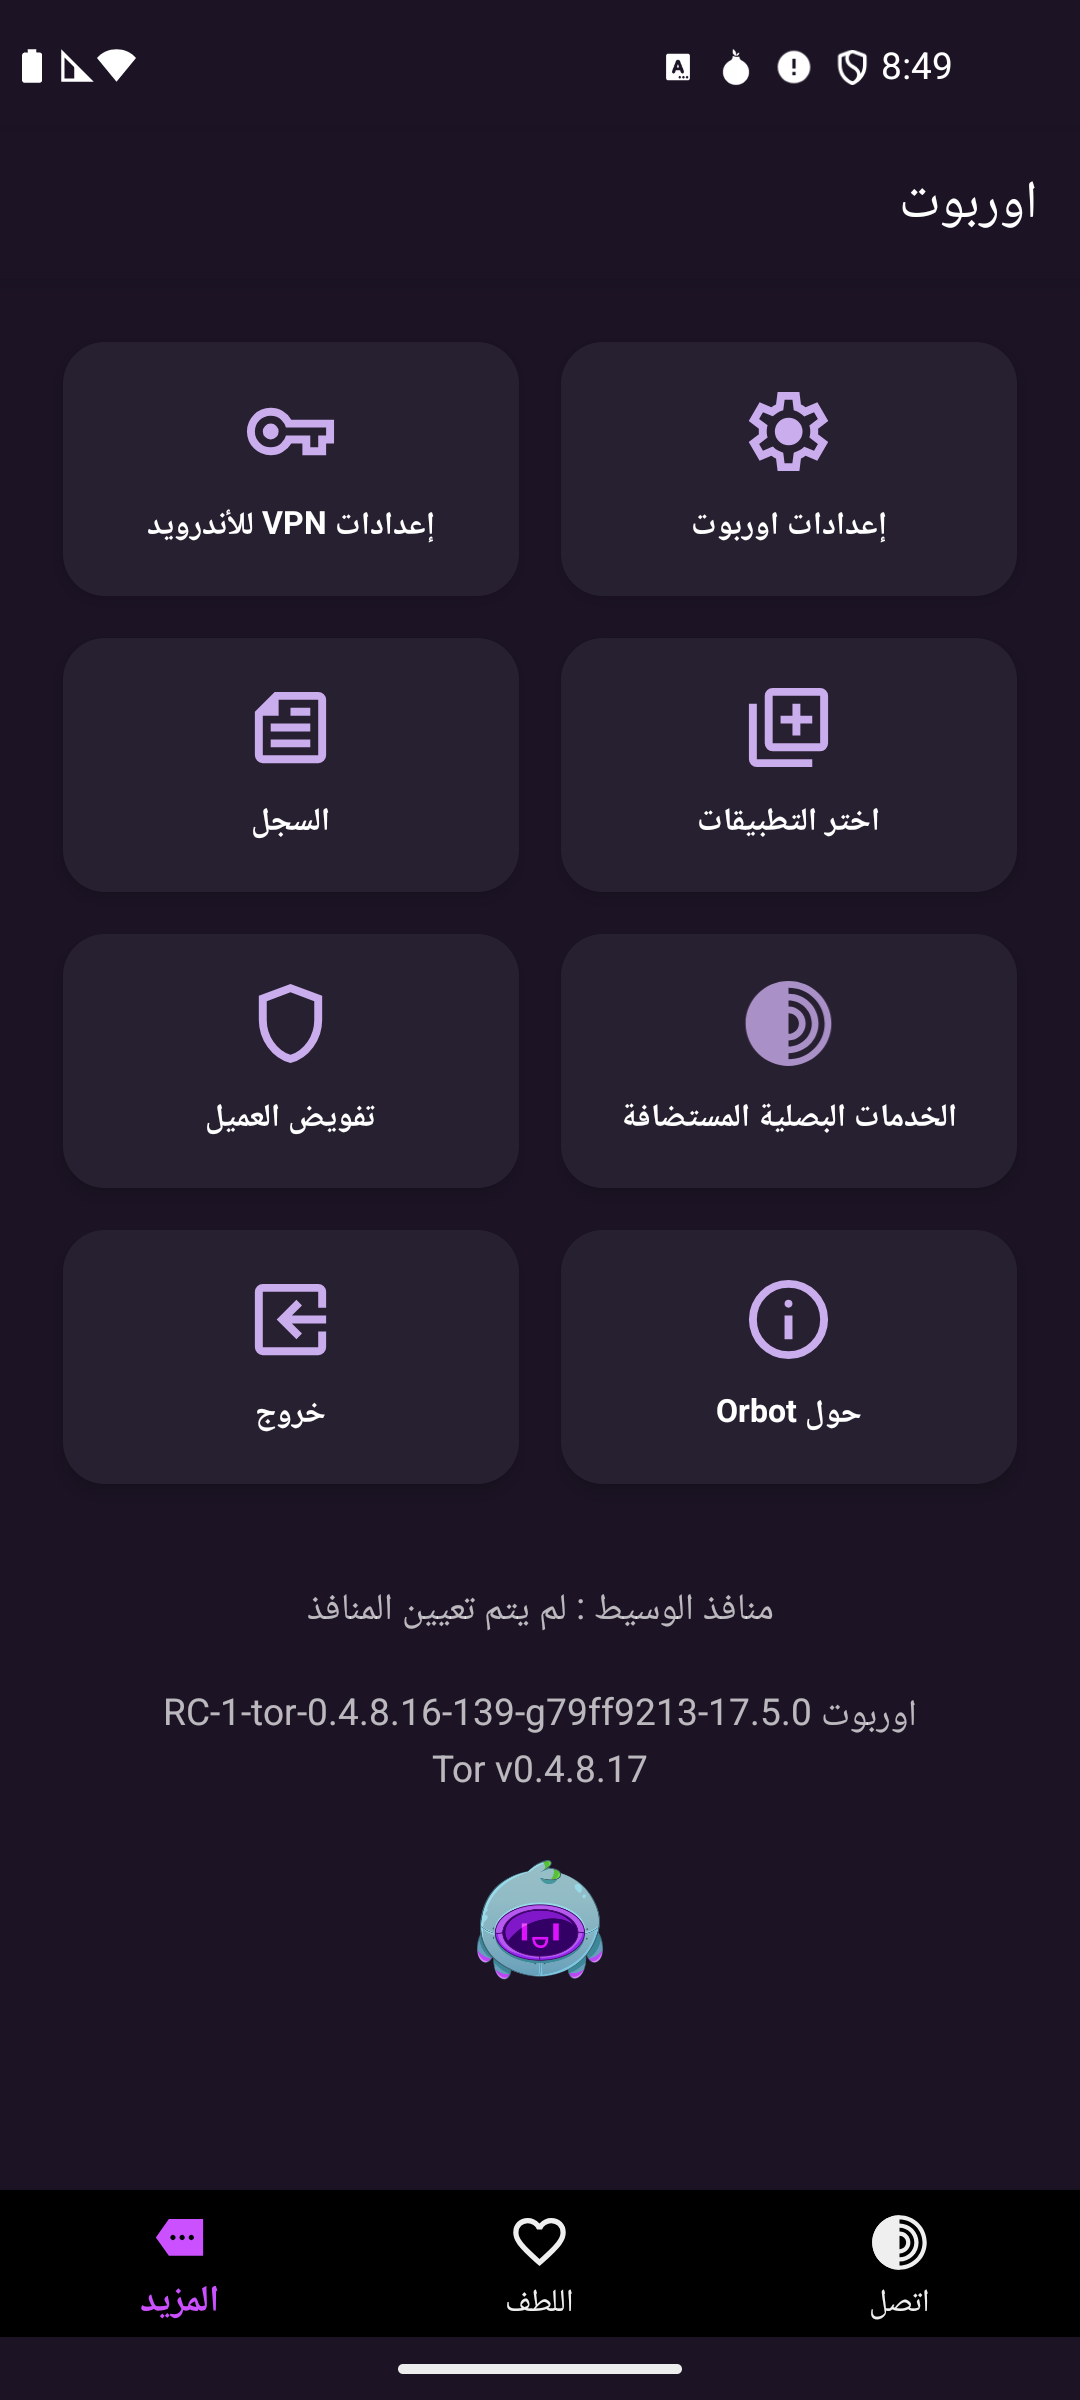 8:49
اوربوت
إعدادات اوربوت
إعدادات VPN للأندرويد
اختر التطبيقات
السجل
الخدمات البصلية المستضافة
تفويض العميل
حول Orbot
خروج
منافذ الوسيط : لم يتم تعيين المنافذ
اوربوت 17.5.0-RC-1-tor-0.4.8.16-139-g79ff9213
Tor v0.4.8.17
اتصل
اللطف
المزيد